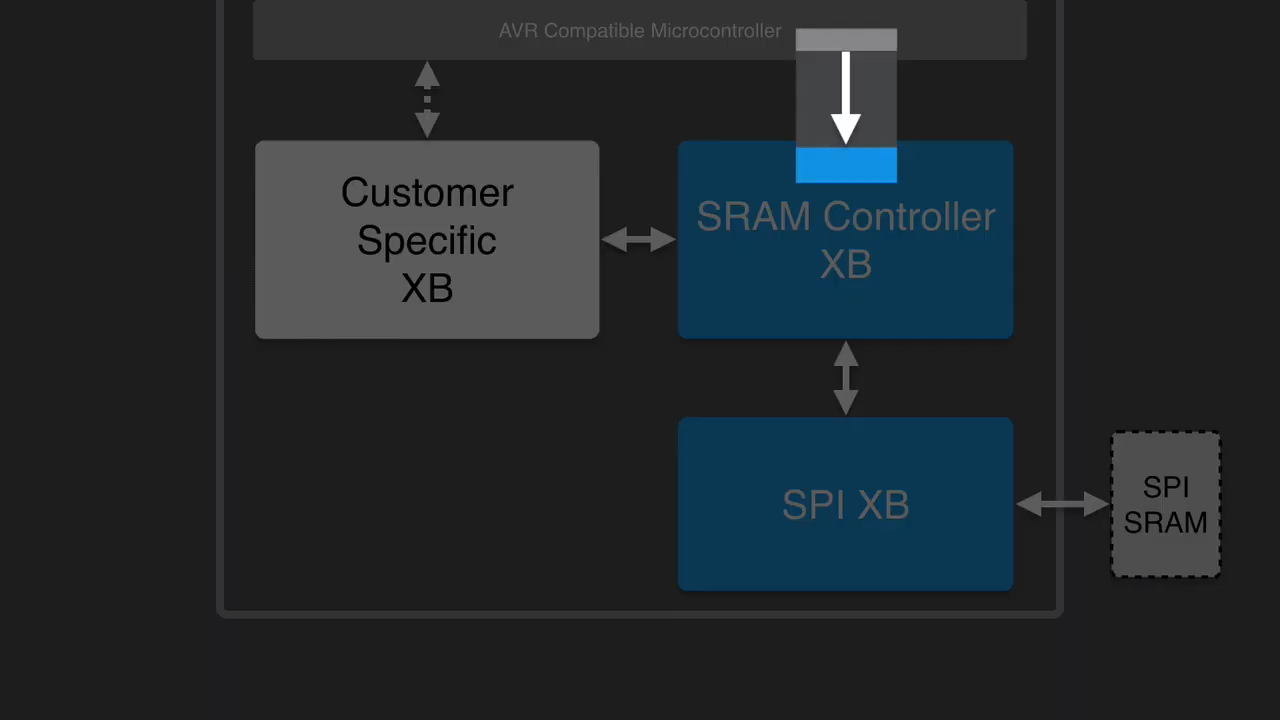 AVR Compatible Microcontroller
Customer
Specific
XB
SRAM Controller
XB
SPI XB
SPI
SRAM